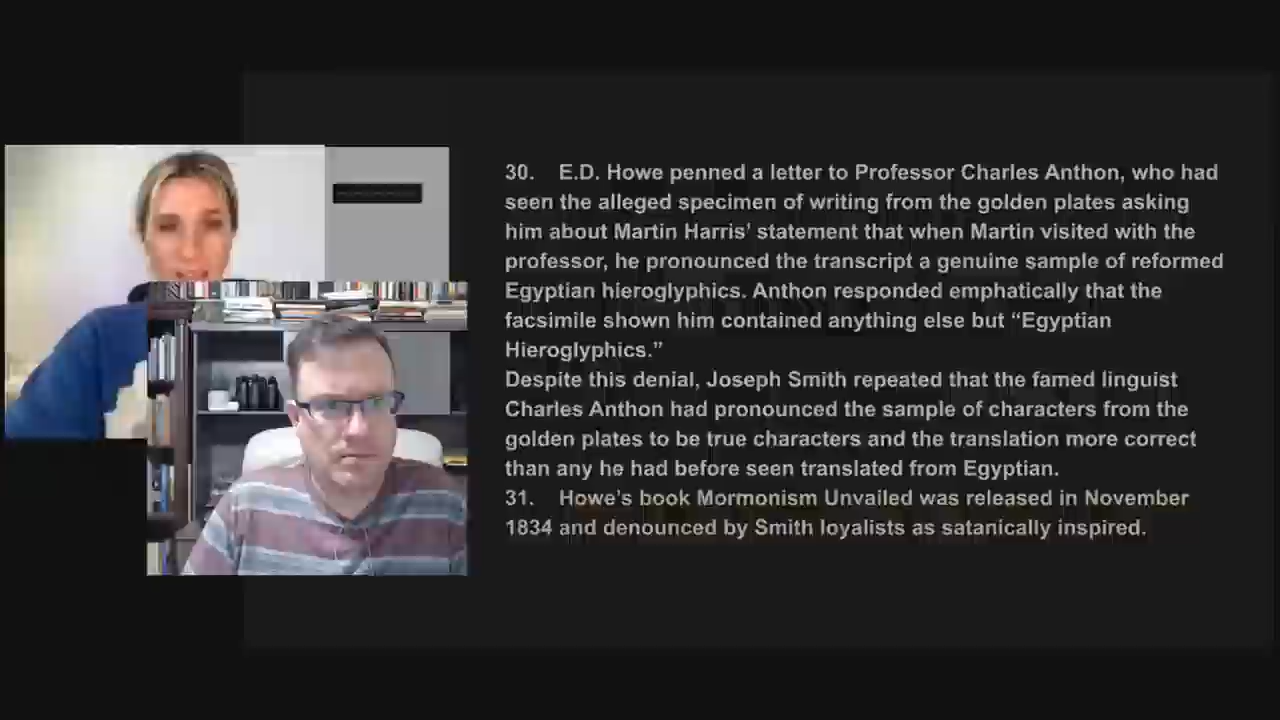 30. E.D. Howe penned a letter to Professor Charles Anthon, who had
seen the alleged specimen of writing from the golden plates asking
him about Martin Harris' statement that when Martin visited with the
professor, he pronounced the transcript a genuine sample of reformed
Egyptian hieroglyphics. Anthon responded emphatically that the
facsimile shown him contained anything else but “Egyptian
Hieroglyphics.”
Despite this denial, Joseph Smith repeated that the famed linguist
Charles Anthon had pronounced the sample of characters from the
golden plates to be true characters and the translation more correct
than any he had before seen translated from Egyptian.
31. Howe's book Mormonism Unvailed was released in November
1834 and denounced by Smith loyalists as satanically inspired.